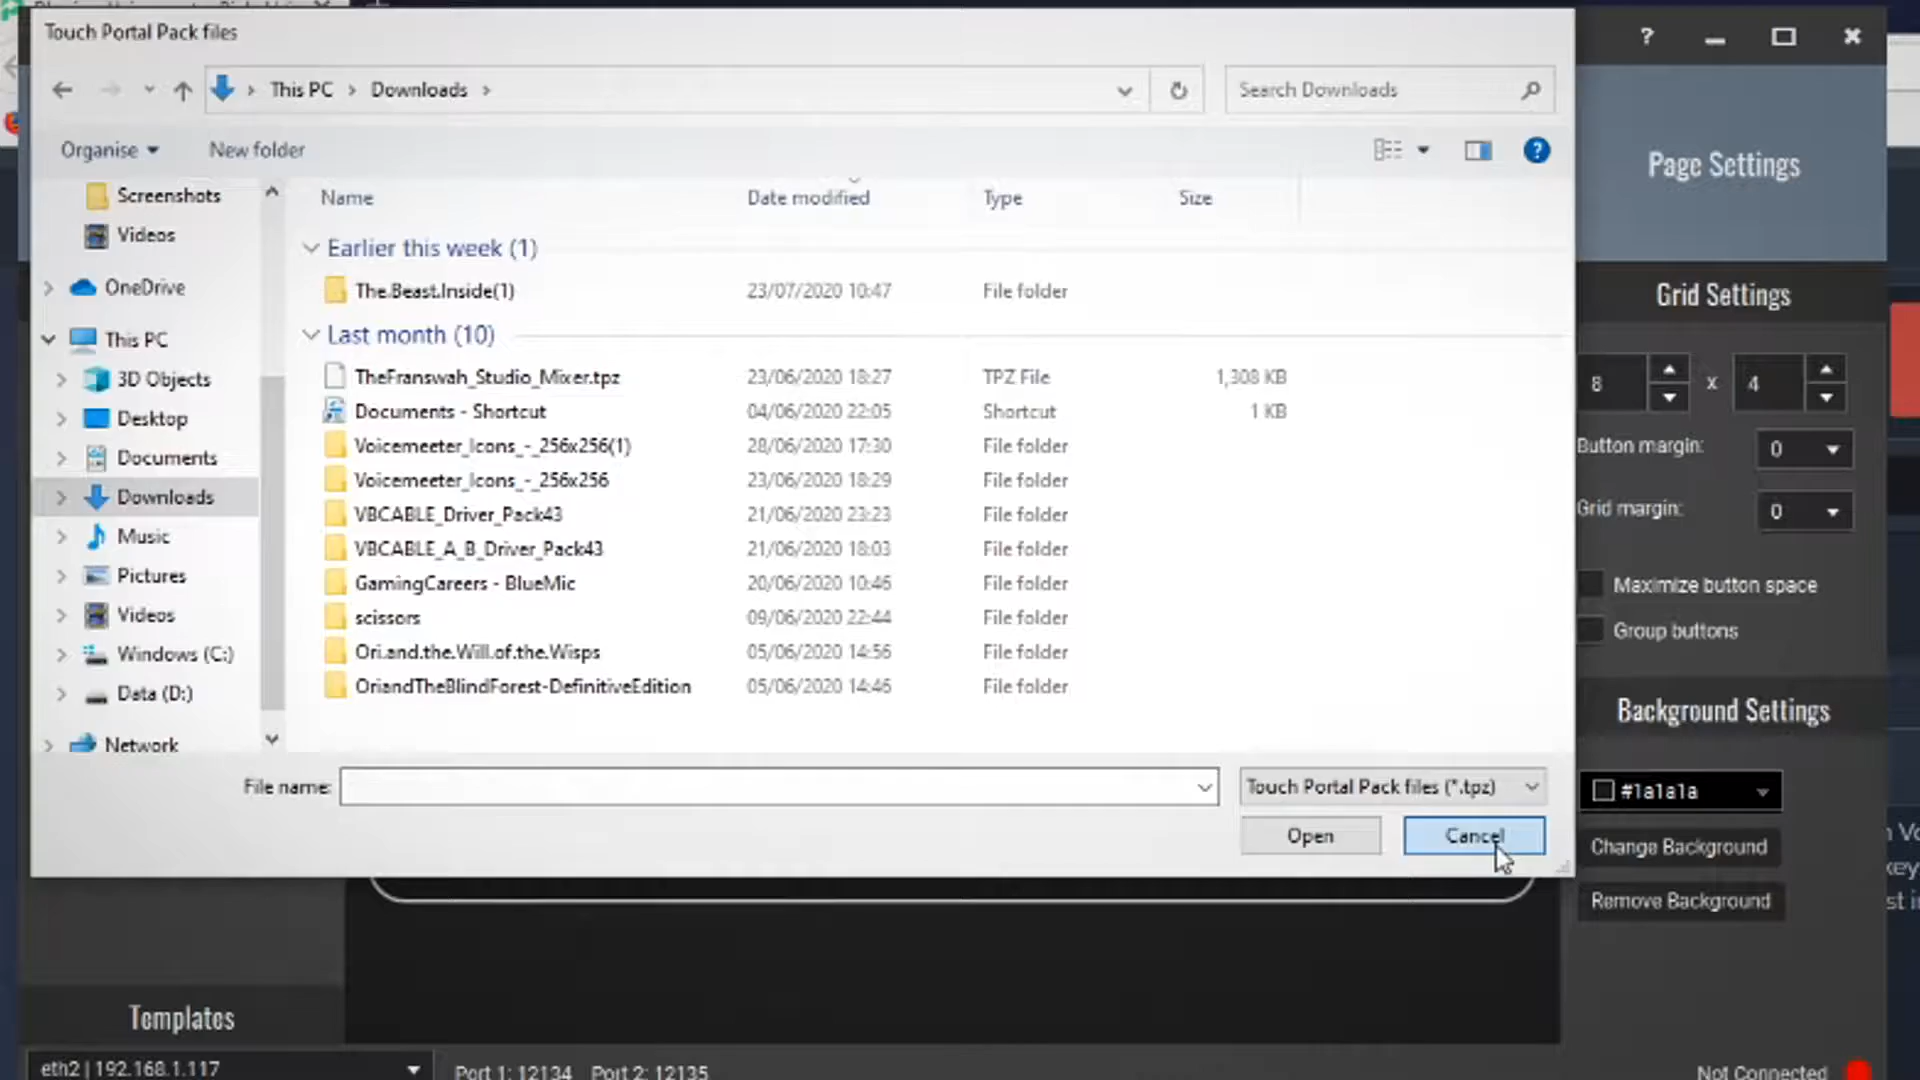 Touch Portal Pack files
This PC > Downloads >
Search Downloads
Organise
New folder
Page Settings
Screenshots
Videos
OneDrive
This PC
3D Objects
Desktop
Documents
Downloads
Music
Pictures
Videos
Windows (C:)
Data (D:)
Network
Name Date modified Type Size
Earlier this week (1)
The.Beast.Inside(1) 23/07/2020 10:47 File folder
Last month (10)
TheFranswah_Studio_Mixer.tpz 23/06/2020 18:27 TPZ File 1,308 KB
Documents - Shortcut 04/06/2020 22:05 Shortcut 1 KB
Voicemeeter_Icons_-_256x256(1) 28/06/2020 17:30 File folder
Voicemeeter_Icons_-_256x256 23/06/2020 18:29 File folder
VBCABLE_Driver_Pack43 21/06/2020 23:23 File folder
VBCABLE_A_B_Driver_Pack43 21/06/2020 18:03 File folder
GamingCareers - BlueMic 20/06/2020 10:46 File folder
scissors 09/06/2020 22:44 File folder
Ori.and.the.Will.of.the.Wisps 05/06/2020 14:56 File folder
OriandTheBlindForest-DefinitiveEdition 05/06/2020 14:46 File folder
File name:
Touch Portal Pack files (*.tpz)
Open
Cancel
Grid Settings
8 x 4
Button margin: 0
Grid margin: 0
Maximize button space
Group buttons
Background Settings
#1a1a1a
Change Background
Remove Background
Templates
eth2 | 192.168.1.117
Port 1: 12134 Port 2: 12135
Not Connected